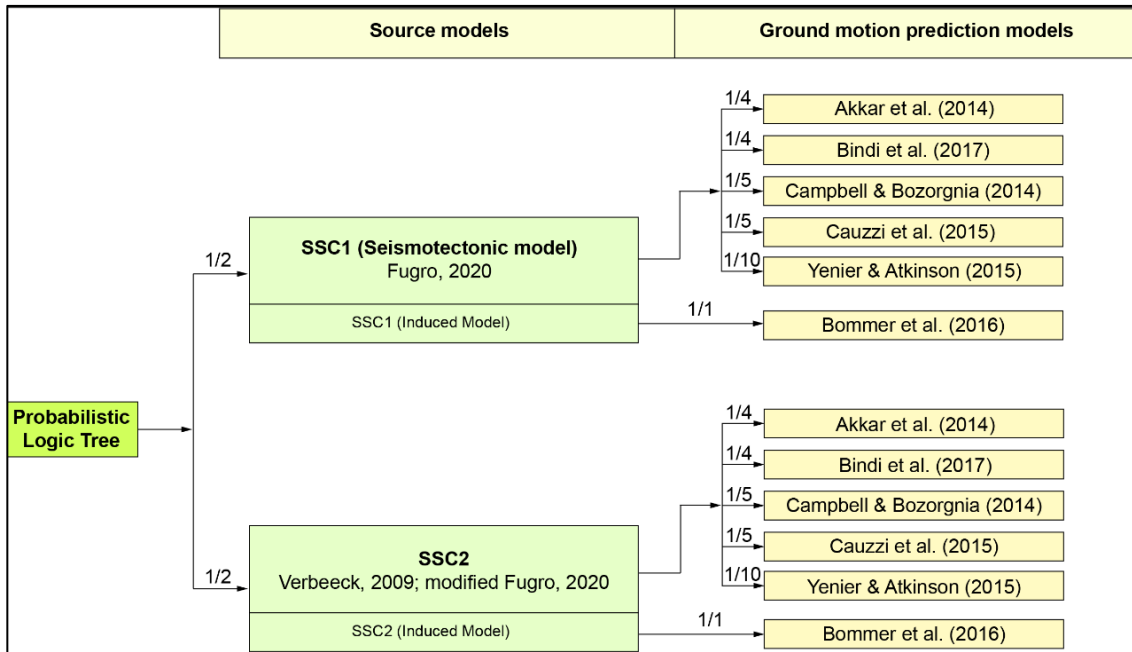 Source models
Ground motion prediction models
1/4
Akkar et al. (2014)
1/4
Bindi et al. (2017)
1/5
Campbell & Bozorgnia (2014)
1/2
SSC1 (Seismotectonic model)
Fugro, 2020
1/5
Cauzzi et al. (2015)
1/10
Yenier & Atkinson (2015)
SSC1 (Induced Model)
1/1
Bommer et al. (2016)
Probabilistic
Logic Tree
1/4
Akkar et al. (2014)
1/4
Bindi et al. (2017)
1/5
Campbell & Bozorgnia (2014)
1/2
SSC2
Verbeeck, 2009; modified Fugro, 2020
1/5
Cauzzi et al. (2015)
1/10
Yenier & Atkinson (2015)
SSC2 (Induced Model)
1/1
Bommer et al. (2016)